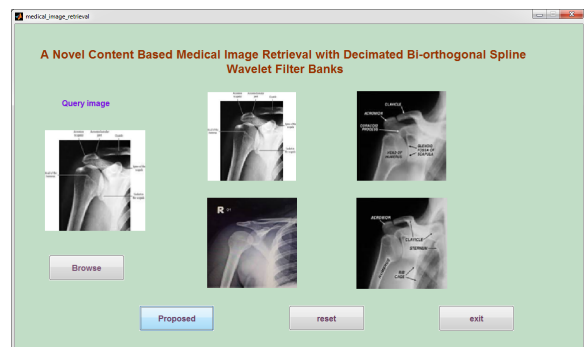 medical_image_retrieval
A Novel Content Based Medical Image Retrieval with Decimated Bi-orthogonal Spline
Wavelet Filter Banks
Query image
CLAVICLE
ACROMION
CORACOID
PROCESS
HEAD OF
HUMERUS
GLENOID
FOSSA OF
SCAPULA
R
ACROMION
CLAVICLE
STERNUM
HUMERUS
RIB
CAGE
Browse
Proposed
reset
exit